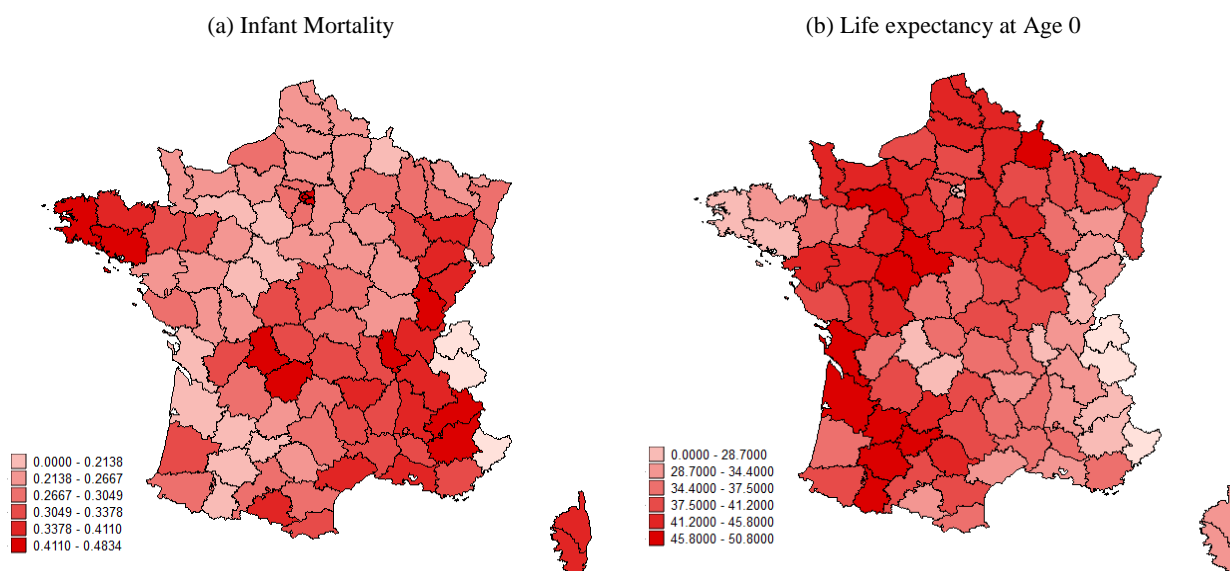 (a) Infant Mortality
(b) Life expectancy at Age 0
0.0000 - 0.2138
0.2138 - 0.2667
0.2667 - 0.3049
0.3049 - 0.3378
0.3378 - 0.4110
0.4110 - 0.4834
0.0000 - 28.7000
28.7000 - 34.4000
34.4000 - 37.5000
37.5000 - 41.2000
41.2000 - 45.8000
45.8000 - 50.8000